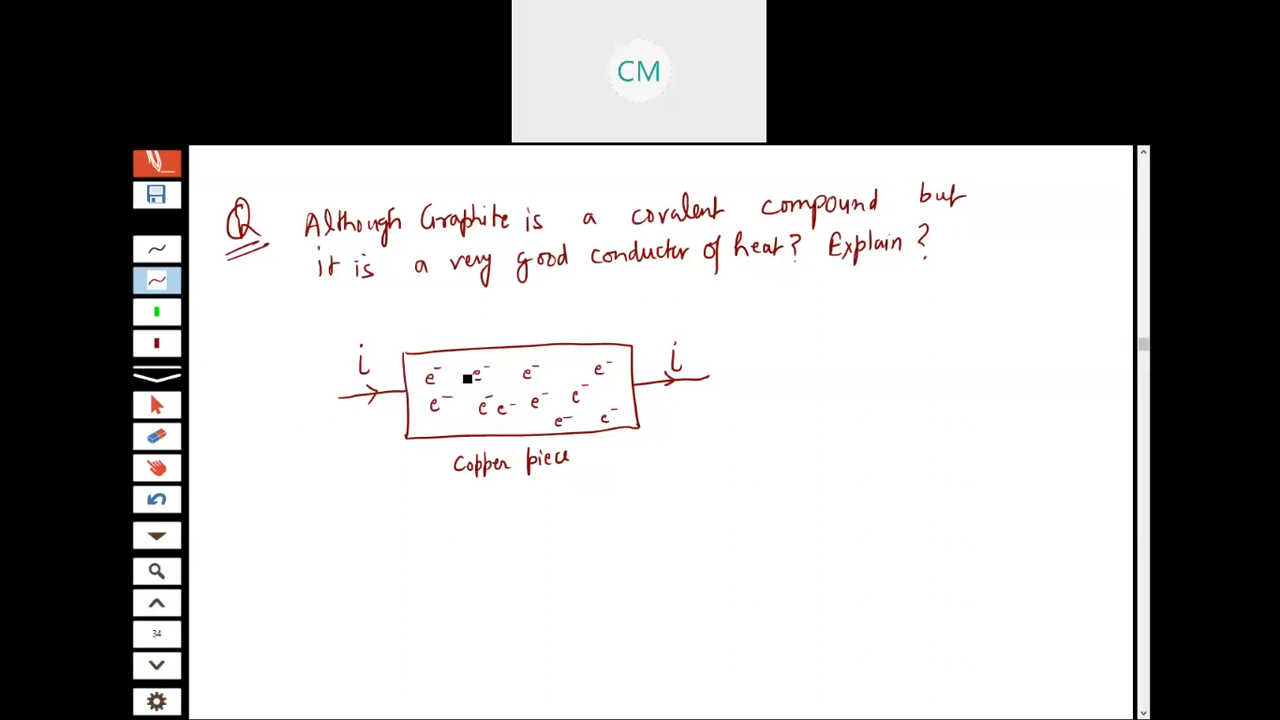 CM
Q Although Graphite is a covalent compound but
it is a very good conductor of heat? Explain?
i
i
e⁻ e⁻ e⁻ e⁻
e⁻ e⁻ e⁻ e⁻ e⁻ e⁻ e⁻
Copper piece
34